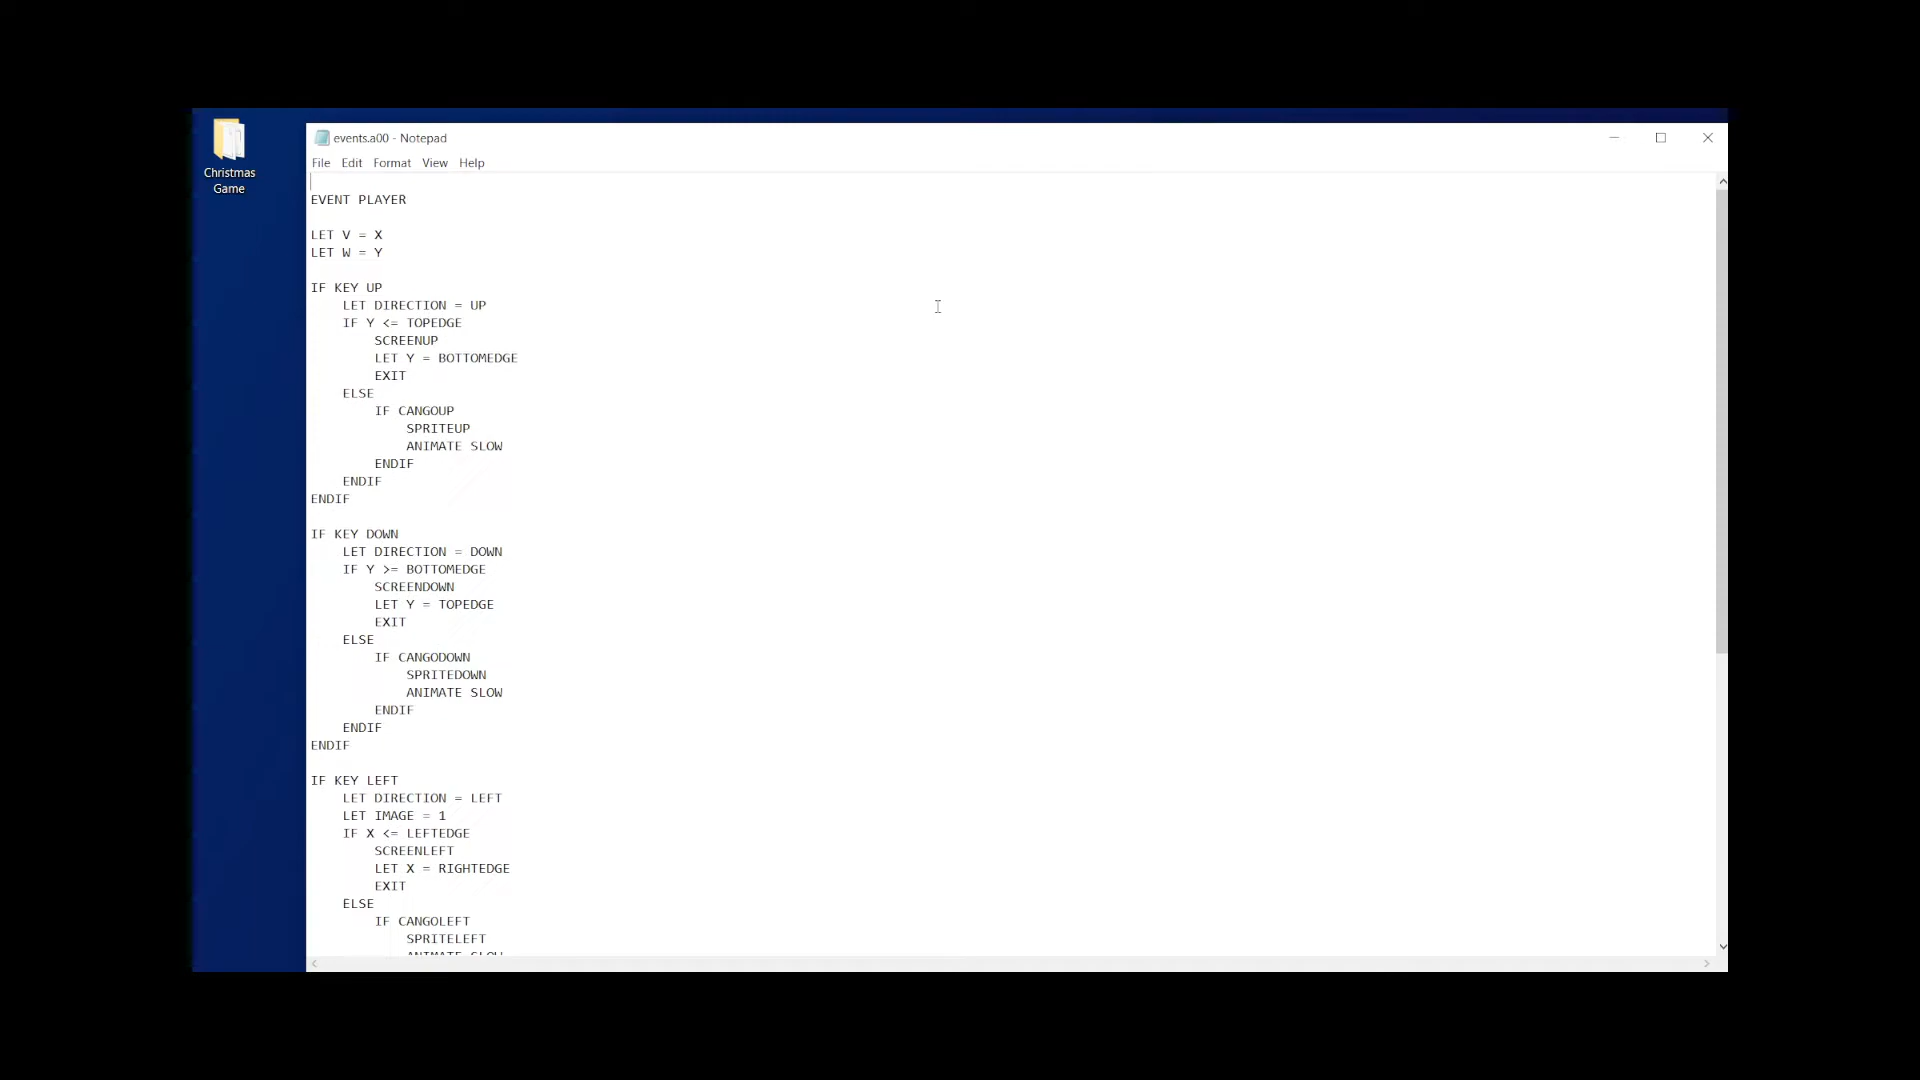 Christmas
Game
events.a00 - Notepad
File Edit Format View Help
EVENT PLAYER
LET V = X
LET W = Y
IF KEY UP
LET DIRECTION = UP
IF Y <= TOPEDGE
SCREENUP
LET Y = BOTTOMEDGE
EXIT
ELSE
IF CANGOUP
SPRITEUP
ANIMATE SLOW
ENDIF
ENDIF
ENDIF
IF KEY DOWN
LET DIRECTION = DOWN
IF Y >= BOTTOMEDGE
SCREENDOWN
LET Y = TOPEDGE
EXIT
ELSE
IF CANGODOWN
SPRITEDOWN
ANIMATE SLOW
ENDIF
ENDIF
ENDIF
IF KEY LEFT
LET DIRECTION = LEFT
LET IMAGE = 1
IF X <= LEFTEDGE
SCREENLEFT
LET X = RIGHTEDGE
EXIT
ELSE
IF CANGOLEFT
SPRITELEFT
ANIMATE SLOW